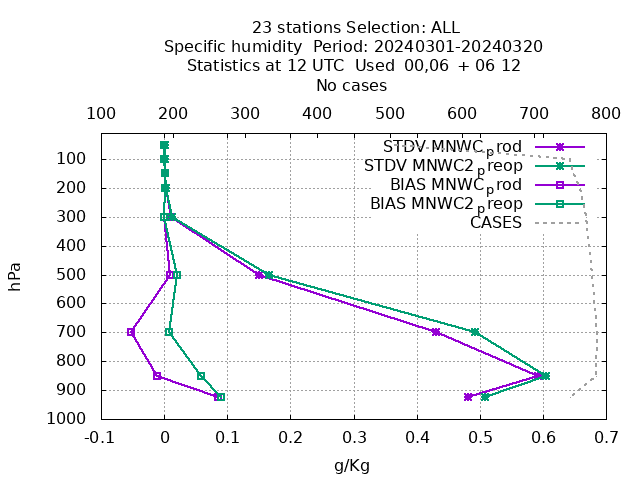 23 stations Selection: ALL
Specific humidity  Period: 20240301-20240320
Statistics at 12 UTC  Used  00,06  + 06 12
No cases
100 200 300 400 500 600 700 800
STDV MNWC_prod
STDV MNWC2_preop
BIAS MNWC_prod
BIAS MNWC2_preop
CASES
hPa
100
200
300
400
500
600
700
800
900
1000
-0.1 0 0.1 0.2 0.3 0.4 0.5 0.6 0.7
g/Kg